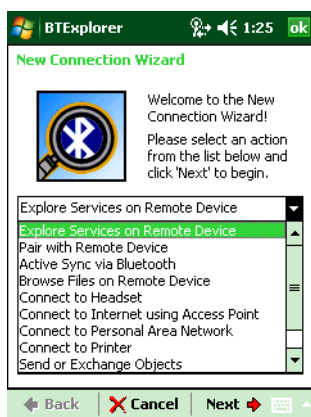 BTExplorer 1:25 ok
New Connection Wizard
Welcome to the New
Connection Wizard!
Please select an action
from the list below and
click 'Next' to begin.
Explore Services on Remote Device
Explore Services on Remote Device
Pair with Remote Device
Active Sync via Bluetooth
Browse Files on Remote Device
Connect to Headset
Connect to Internet using Access Point
Connect to Personal Area Network
Connect to Printer
Send or Exchange Objects
Back Cancel Next